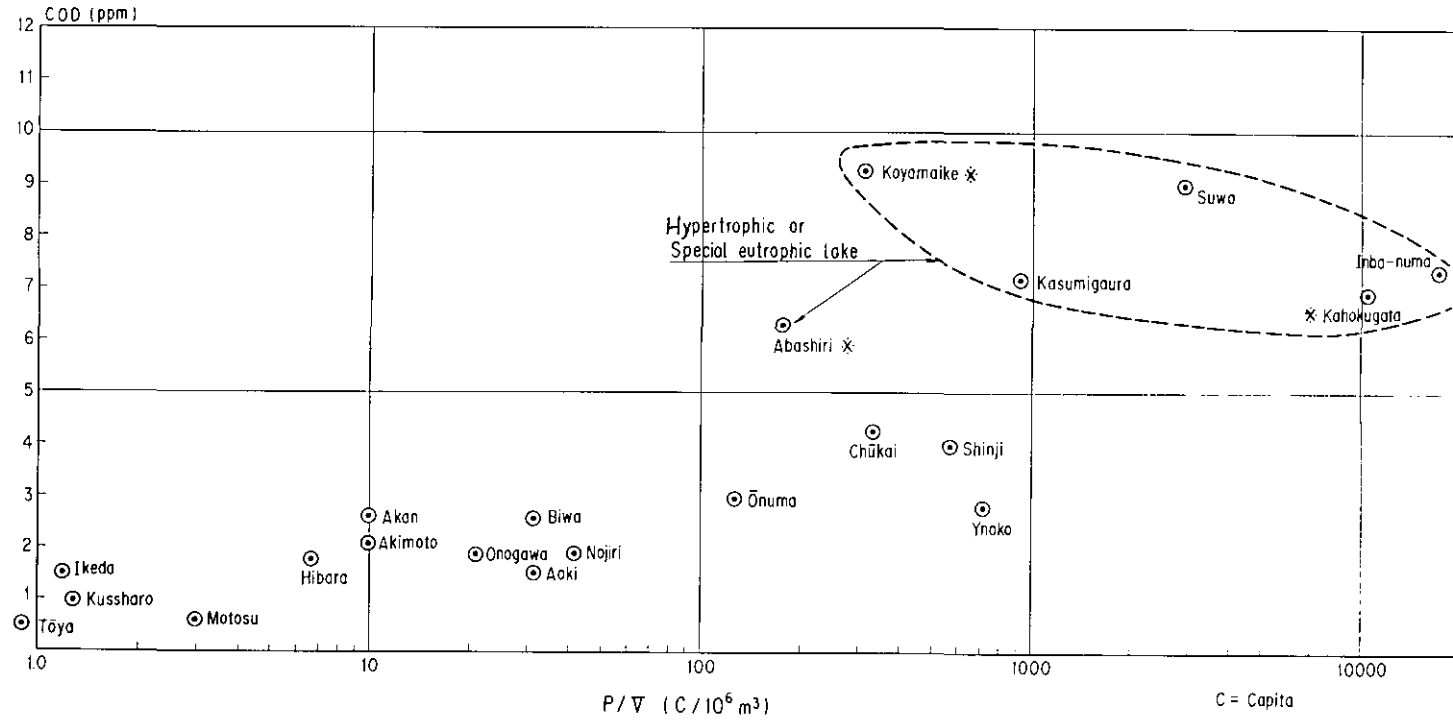 COD (ppm)
12
11
10
9
8
7
6
5
4
3
2
1
Koyamaike ※
Suwa
Hypertrophic or
Special eutrophic lake
Inba-numa
Kasumigaura
※ Kahokugata
Abashiri ※
Chūkai
Shinji
Ōnuma
Ynako
Akan
Biwa
Akimoto
Onogawa
Nojiri
Hibara
Aoki
Ikeda
Kussharo
Motosu
Tōya
1.0
10
100
1000
10000
P/V (C/10⁶ m³)
C = Capita